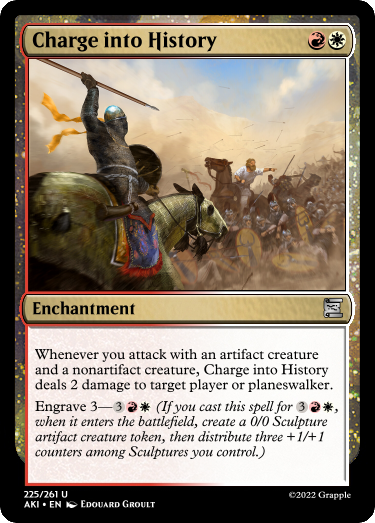 Charge into History
Enchantment
Whenever you attack with an artifact creature
and a nonartifact creature, Charge into History
deals 2 damage to target player or planeswalker.
Engrave 3—3 (If you cast this spell for 3,
when it enters the battlefield, create a 0/0 Sculpture
artifact creature token, then distribute three +1/+1
counters among Sculptures you control.)
225/261 U
AKI • EN Edouard Groult
©2022 Grapple